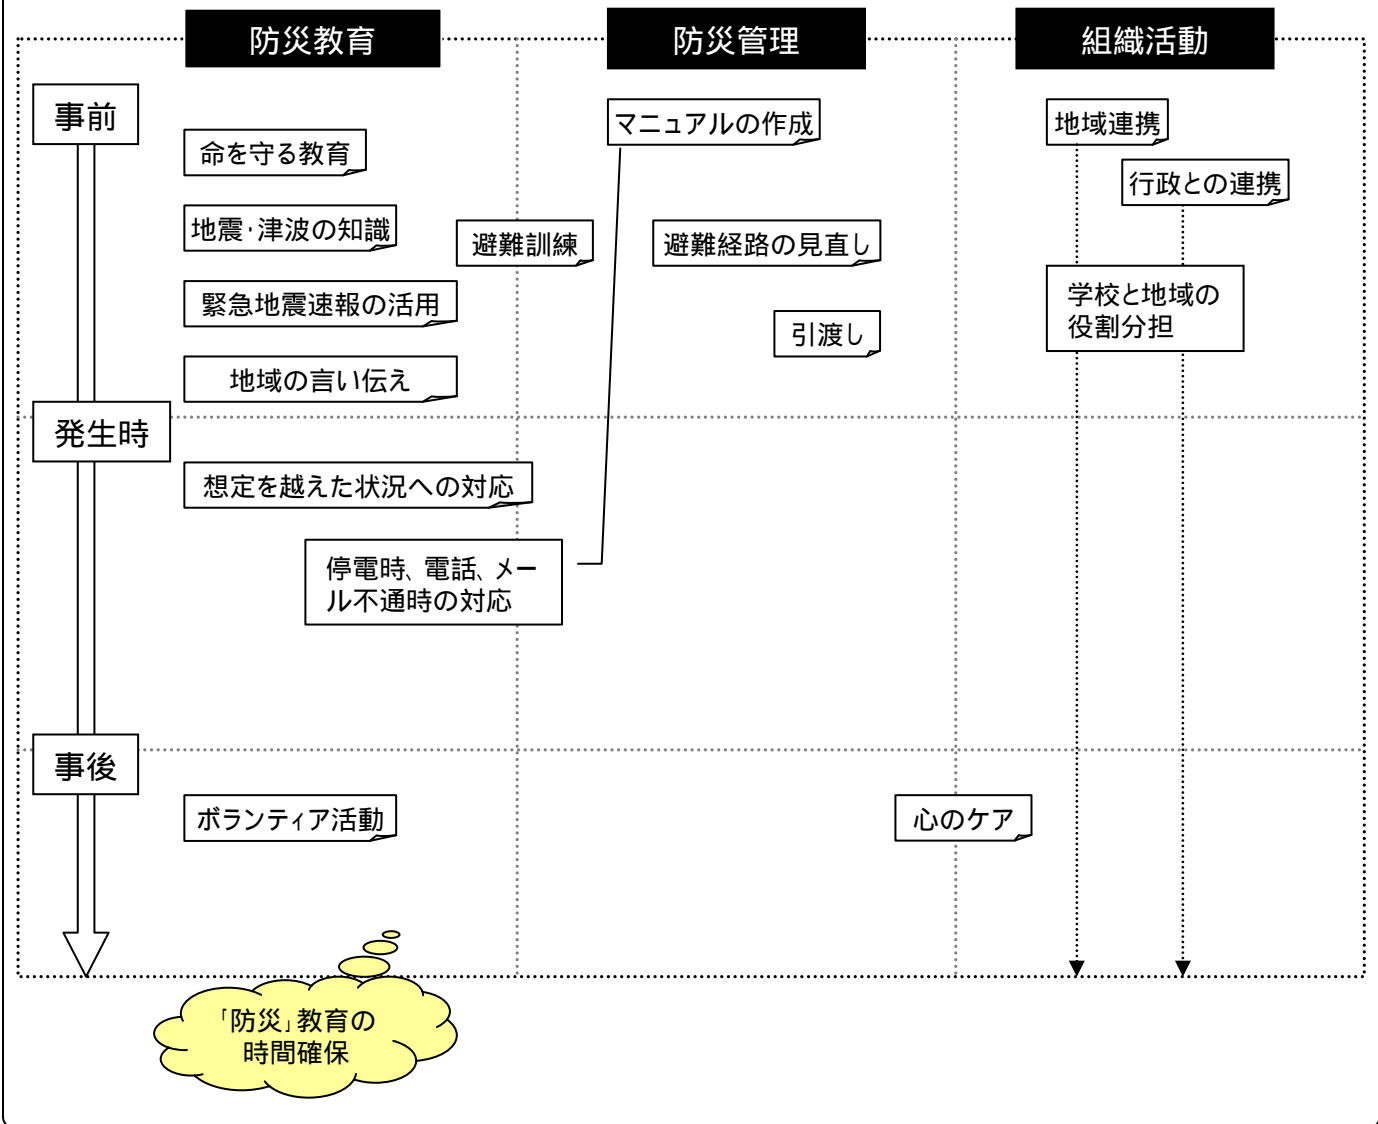 防災教育
防災管理
組織活動
事前
命を守る教育
地震・津波の知識
緊急地震速報の活用
地域の言い伝え
避難訓練
マニュアルの作成
避難経路の見直し
引渡し
地域連携
行政との連携
学校と地域の
役割分担
発生時
想定を越えた状況への対応
停電時、電話、メー
ル不通時の対応
事後
ボランティア活動
心のケア
「防災」教育の
時間確保